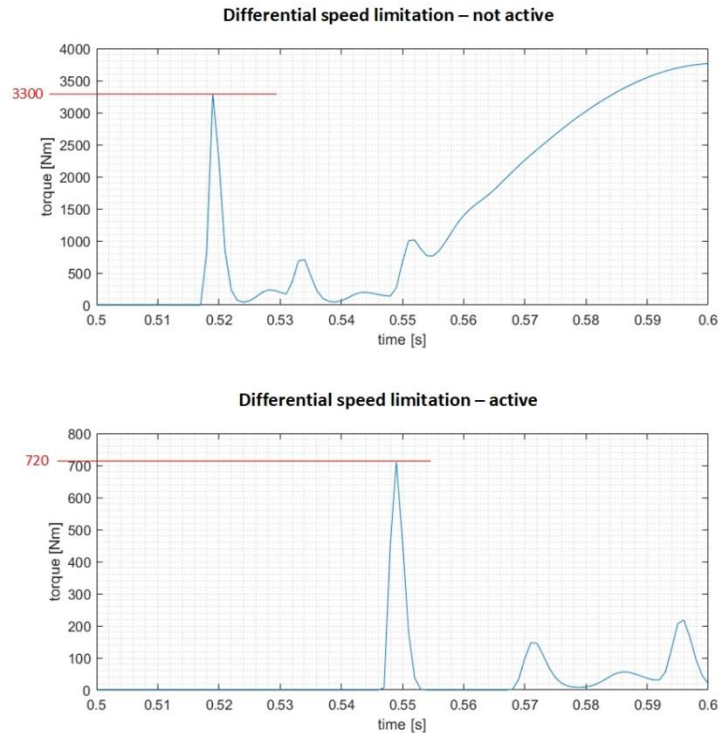 Differential speed limitation – not active
4000
3500
3300
3000
2500
2000
1500
1000
500
0
torque [Nm]
0.5 0.51 0.52 0.53 0.54 0.55 0.56 0.57 0.58 0.59 0.6
time [s]
Differential speed limitation – active
800
720
700
600
500
400
300
200
100
0
torque [Nm]
0.5 0.51 0.52 0.53 0.54 0.55 0.56 0.57 0.58 0.59 0.6
time [s]